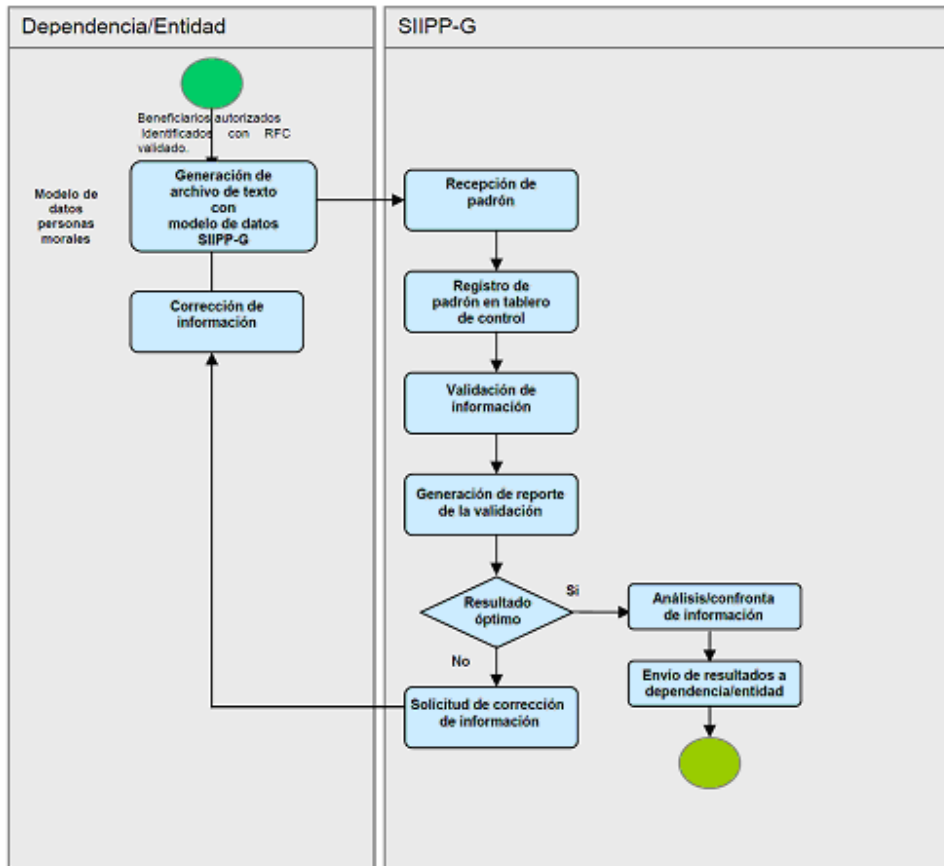 Dependencia/Entidad
SIIPP-G
Beneficiarios autorizados
Identificados con RFC
validado.
Modelo de
datos
personas
morales
Generación de
archivo de texto
con
modelo de datos
SIIPP-G
Corrección de
información
Recepción de
padrón
Registro de
padrón en tablero
de control
Validación de
información
Generación de reporte
de la validación
Resultado
óptimo
Si
No
Análisis/confronta
de información
Envío de resultados a
dependencia/entidad
Solicitud de corrección
de información